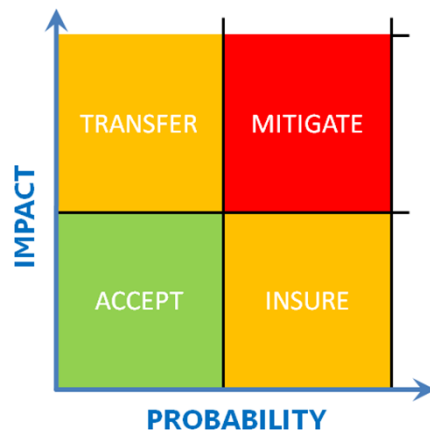 TRANSFER
MITIGATE
IMPACT
ACCEPT
INSURE
PROBABILITY